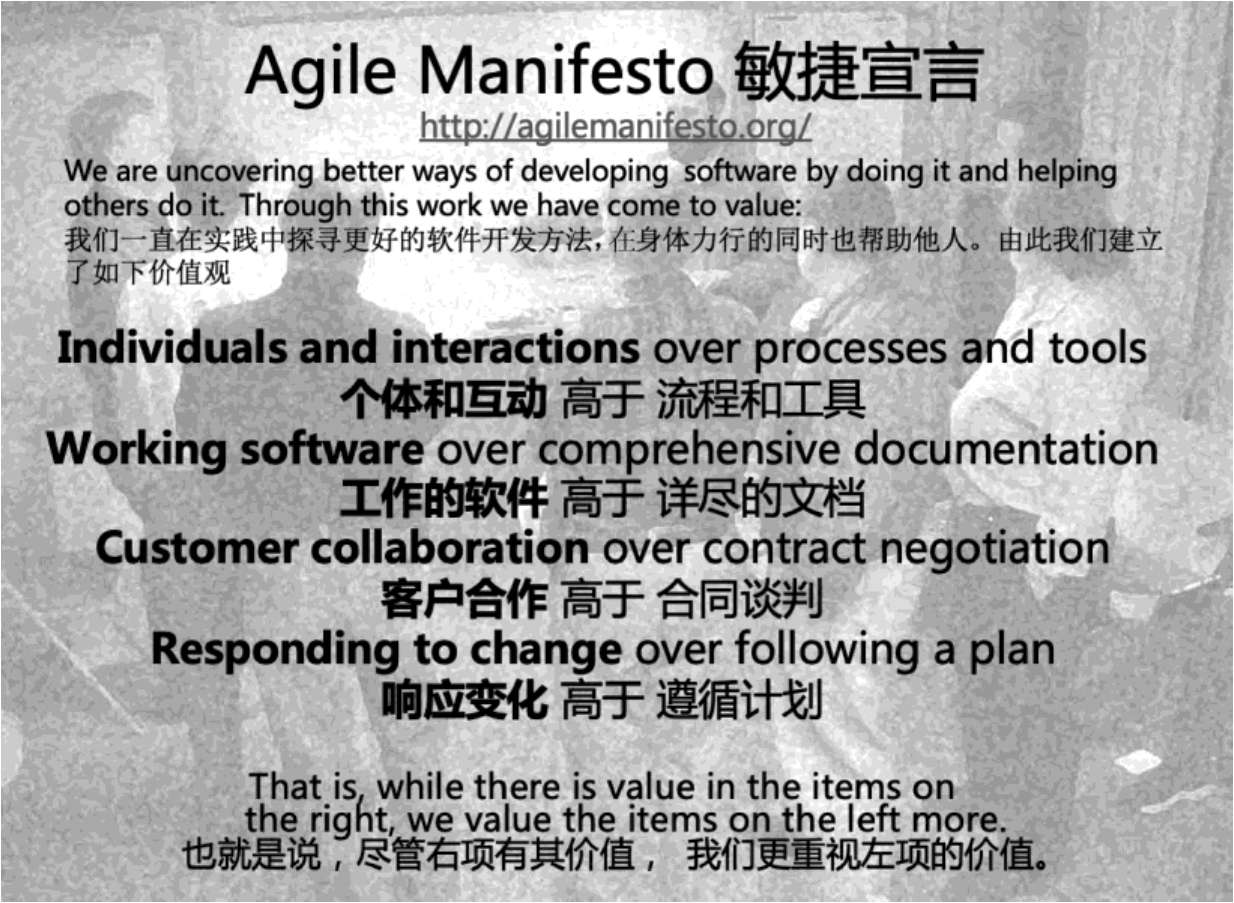 Agile Manifesto 敏捷宣言
http://agilemanifesto.org/
We are uncovering better ways of developing software by doing it and helping
others do it. Through this work we have come to value:
我们一直在实践中探寻更好的软件开发方法，在身体力行的同时也帮助他人。由此我们建立
了如下价值观
Individuals and interactions over processes and tools
个体和互动 高于 流程和工具
Working software over comprehensive documentation
工作的软件 高于 详尽的文档
Customer collaboration over contract negotiation
客户合作 高于 合同谈判
Responding to change over following a plan
响应变化 高于 遵循计划
That is, while there is value in the items on
the right, we value the items on the left more.
也就是说，尽管右项有其价值， 我们更重视左项的价值。